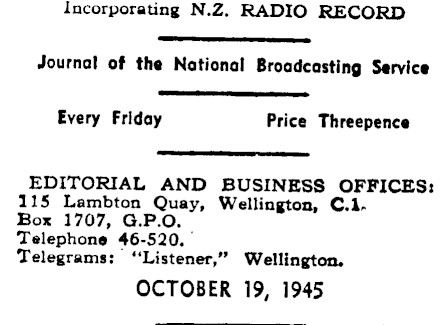 Incorporating N.Z. RADIO RECORD
Journal of the National Broadcasting Service
Every Friday Price Threepence
EDITORIAL AND BUSINESS OFFICES:
115 Lambton Quay, Wellington, C.1.
Box 1707, G.P.O.
Telephone 46-520.
Telegrams: "Listener," Wellington.
OCTOBER 19, 1945